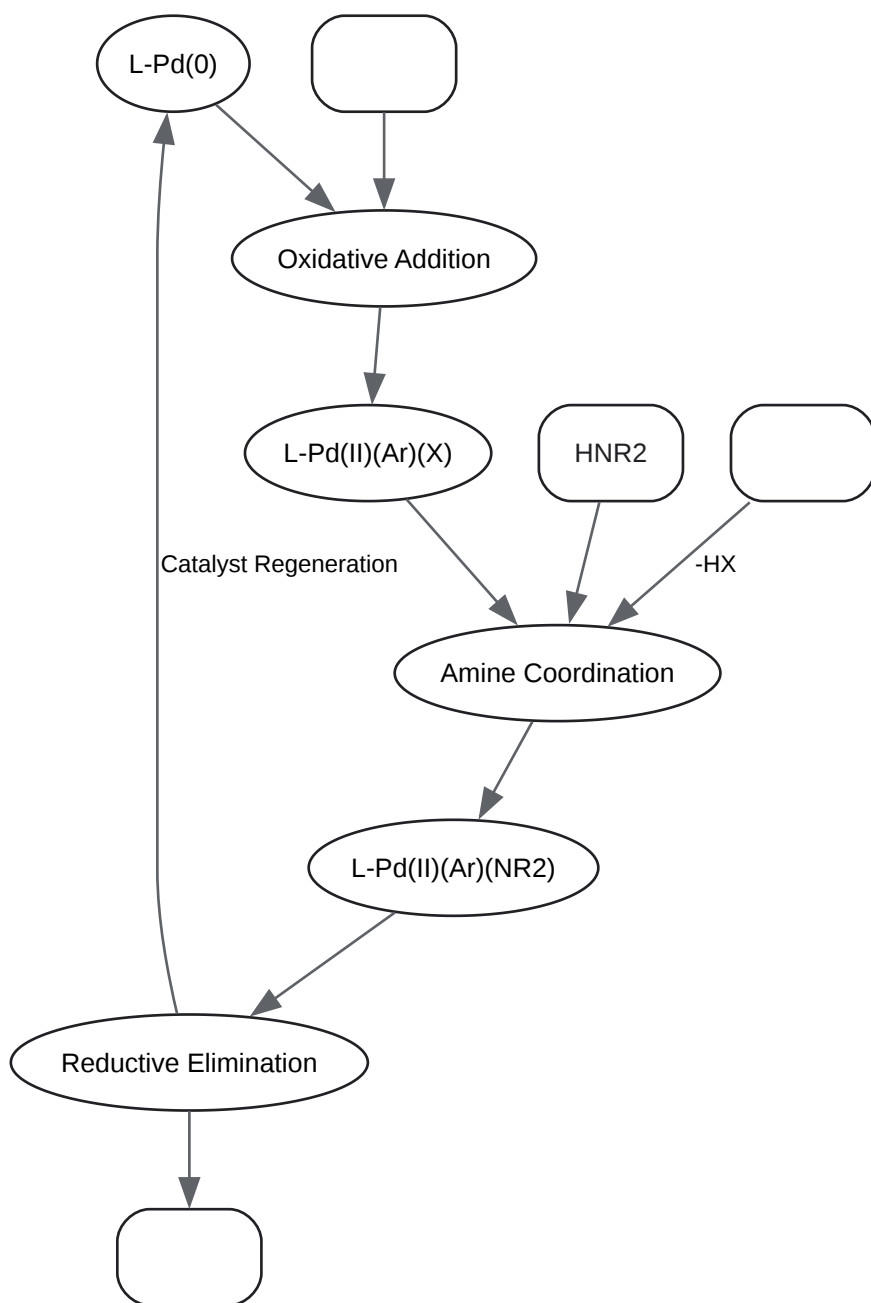 L-Pd(0)
Oxidative Addition
L-Pd(II)(Ar)(X)
HNR2
Catalyst Regeneration
-HX
Amine Coordination
L-Pd(II)(Ar)(NR2)
Reductive Elimination